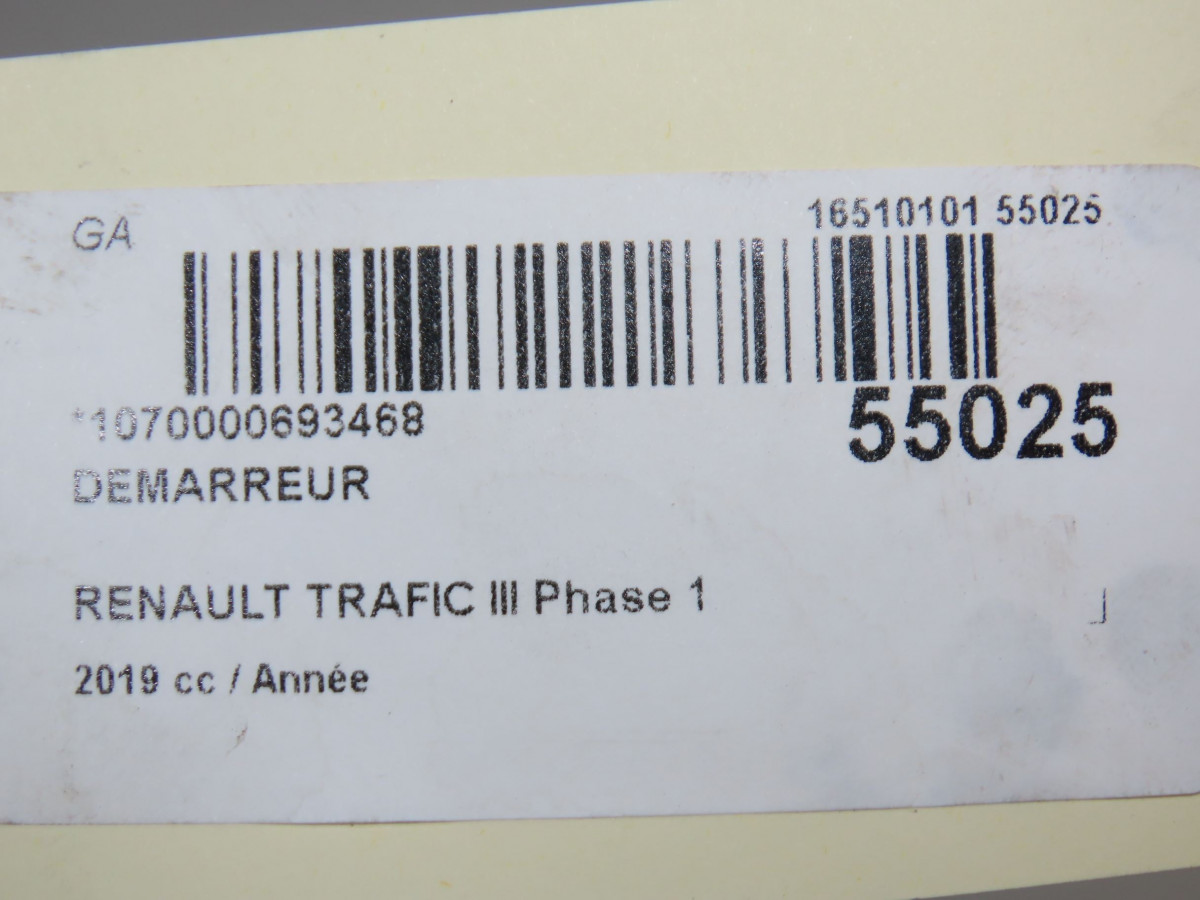 GA
16510101 55025
*1070000693468
55025
DEMARREUR
RENAULT TRAFIC III Phase 1
2019 cc / Année